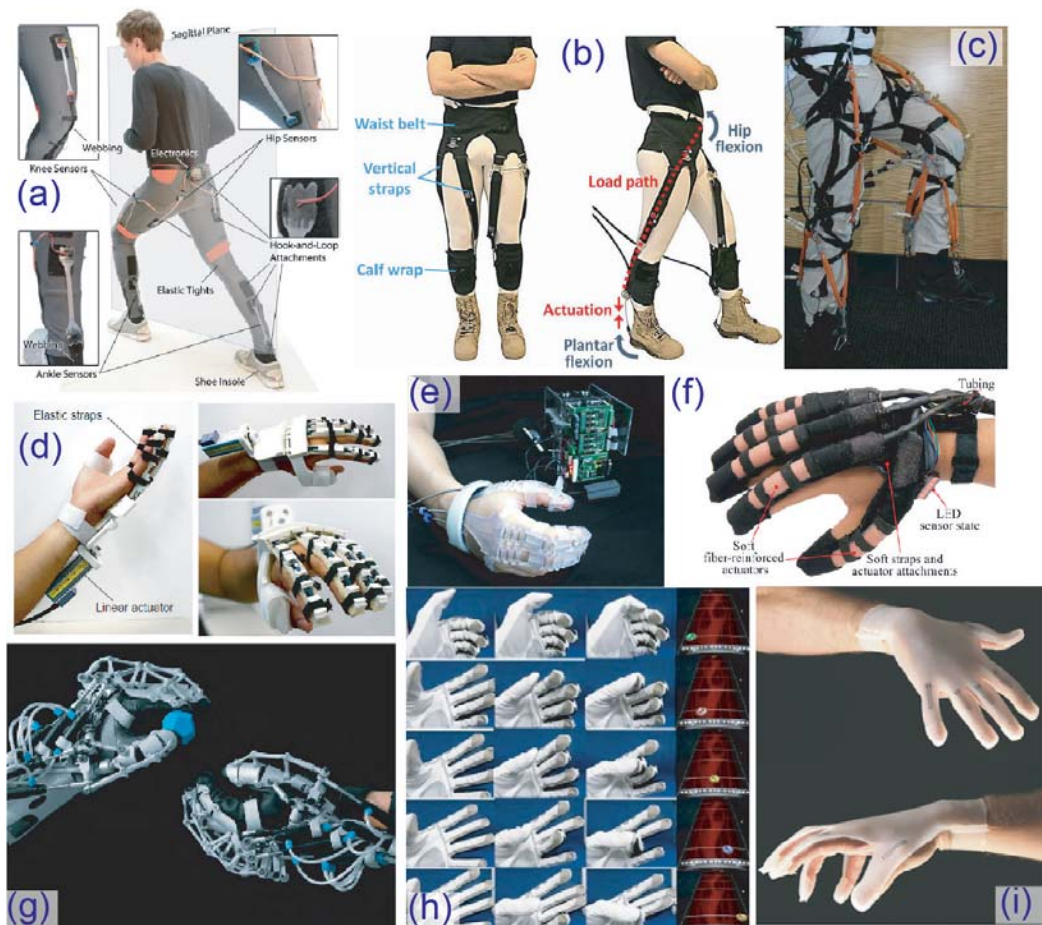 Sagittal Plane
Webbing
Knee Sensors
Electronics
Hip Sensors
(a)
Hook-and-Loop
Attachments
Elastic Tights
Webbing
Ankle Sensors
Shoe Insole
(b)
Waist belt
Vertical
straps
Calf wrap
Hip
flexion
Load path
Actuation
Plantar
flexion
(c)
Elastic straps
(d)
Linear actuator
(e)
(f)
Tubing
LED
sensor state
Soft
fiber-reinforced
actuators
Soft straps and
actuator attachments
(g)
(h)
(i)